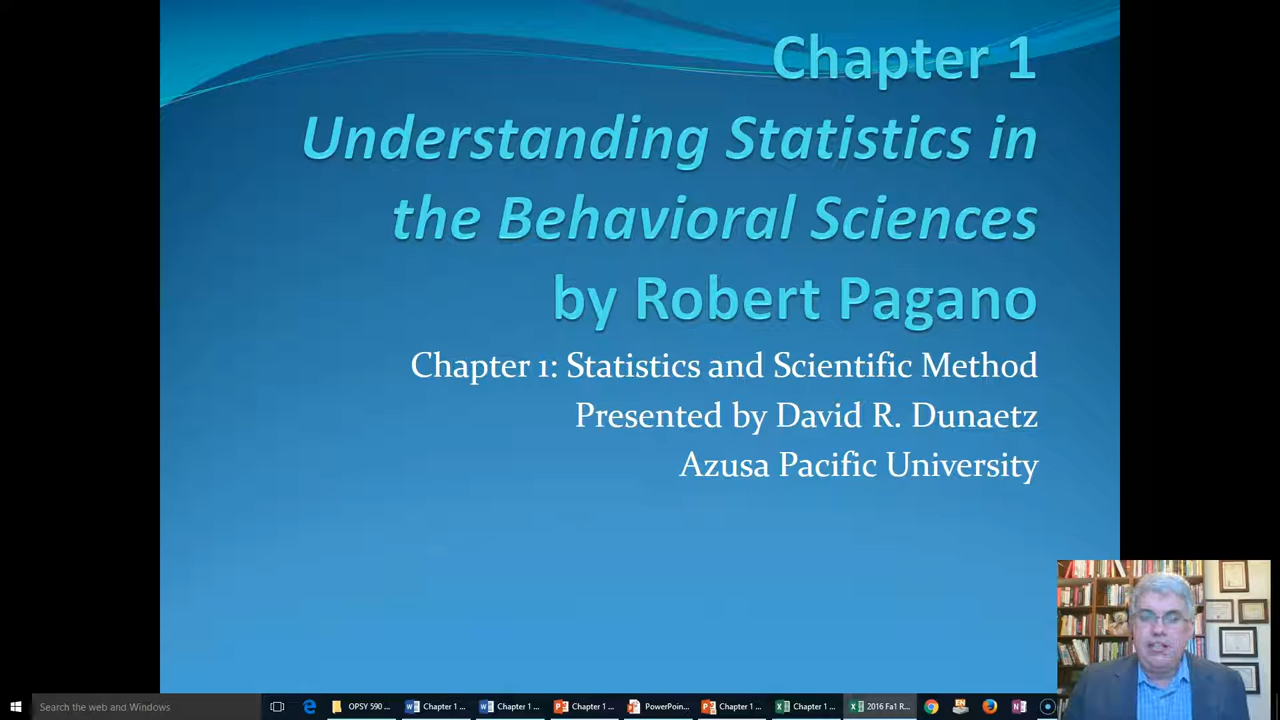 Chapter 1
Understanding Statistics in
the Behavioral Sciences
by Robert Pagano
Chapter 1: Statistics and Scientific Method
Presented by David R. Dunaetz
Azusa Pacific University
Search the web and Windows
OPSY 590 ...
Chapter 1 ...
Chapter 1 ...
Chapter 1 ...
PowerPoin...
Chapter 1 ...
Chapter 1 ...
2016 Fa1 R...
EN